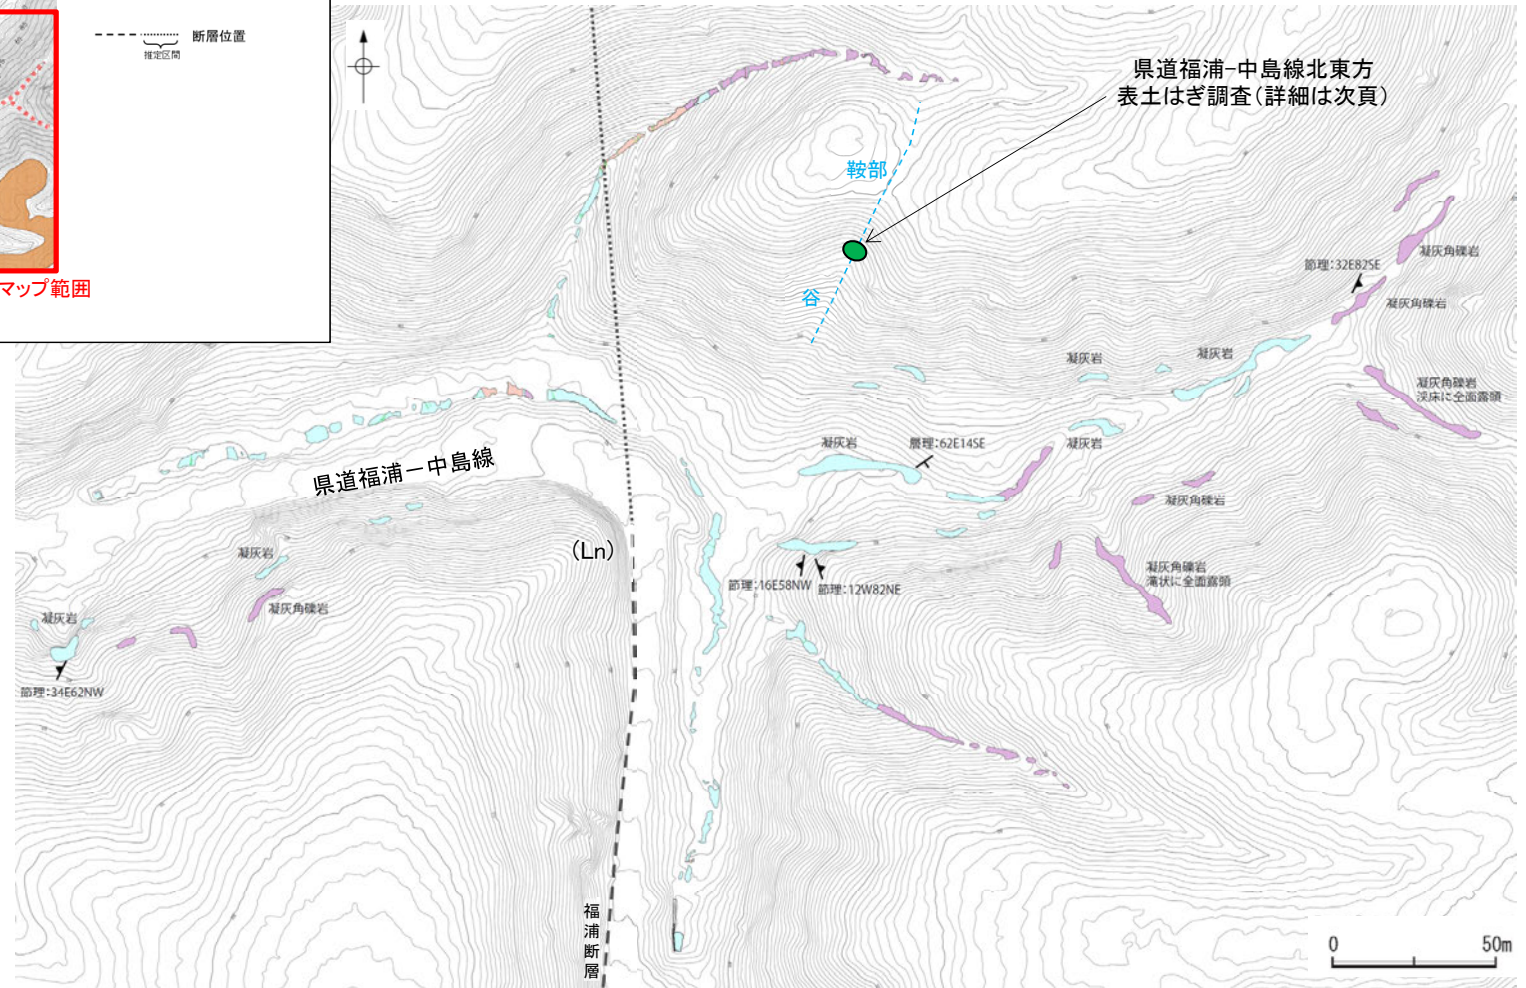 断層位置
推定区間
マップ範囲
県道福浦-中島線北東方
表土はぎ調査(詳細は次頁)
鞍部
谷
凝灰角礫岩
節理:32E82SE
凝灰角礫岩
凝灰岩
凝灰岩
凝灰角礫岩
渓床に全面露頭
凝灰岩
層理:62E14SE
凝灰岩
県道福浦-中島線
凝灰角礫岩
(Ln)
凝灰岩
凝灰角礫岩
滝状に全面露頭
節理:16E58NW
節理:12W82NE
凝灰角礫岩
凝灰岩
節理:34E62NW
福浦断層
0
50m